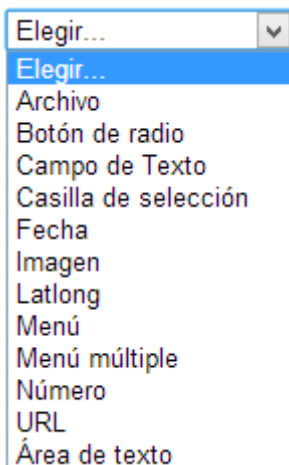 Elegir...
Elegir...
Archivo
Botón de radio
Campo de Texto
Casilla de selección
Fecha
Imagen
Latlong
Menú
Menú múltiple
Número
URL
Área de texto